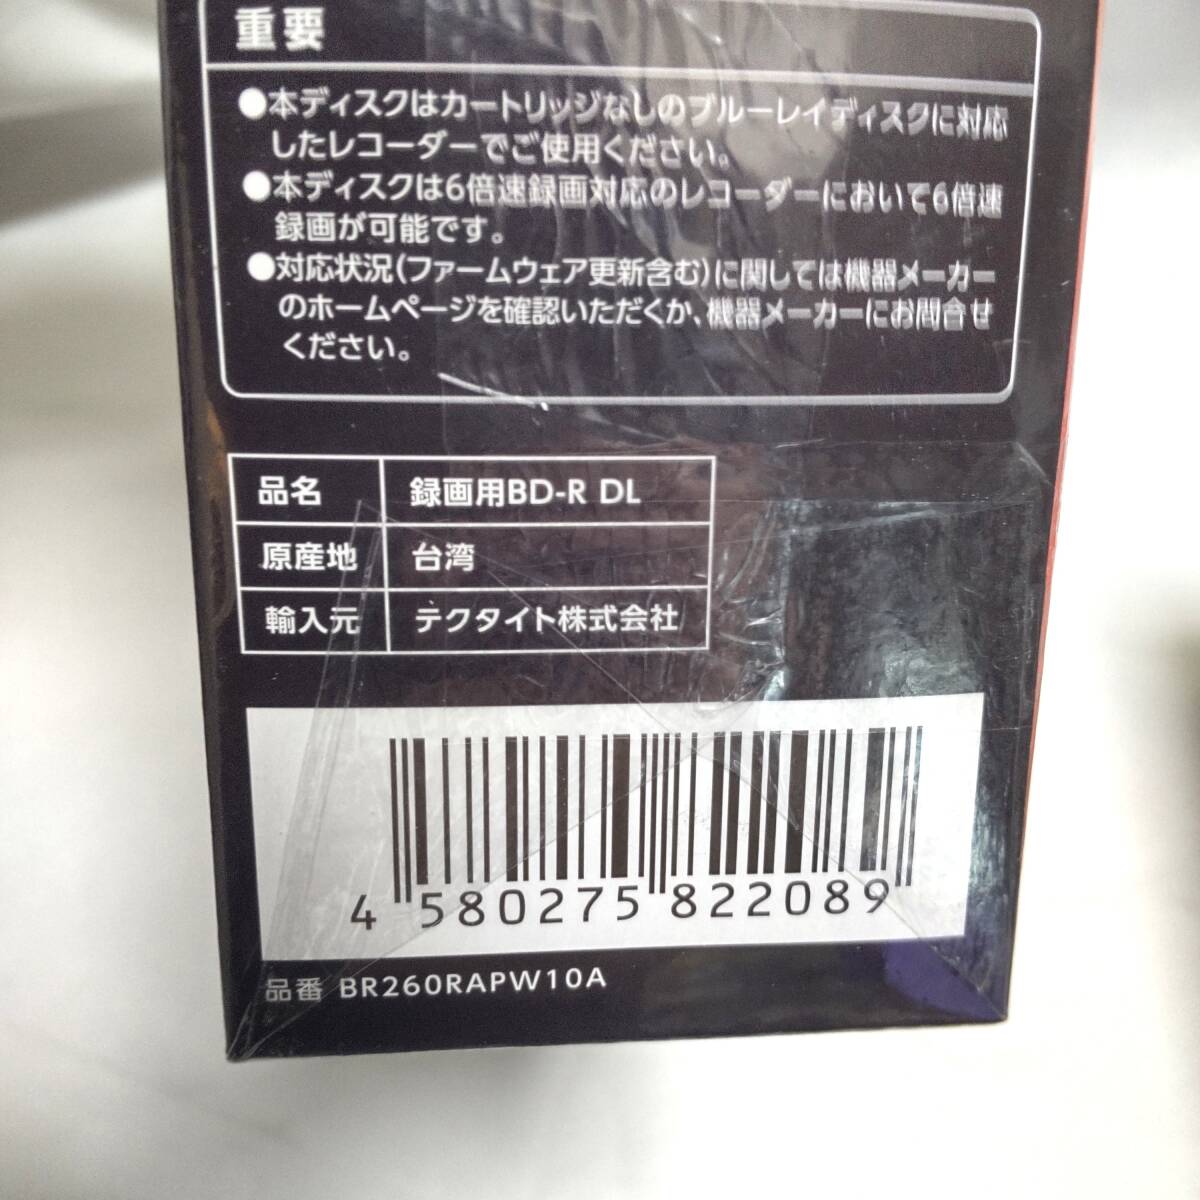 重要
●本ディスクはカートリッジなしのブルーレイディスクに対応
したレコーダーでご使用ください。
●本ディスクは6倍速録画対応のレコーダーにおいて6倍速
録画が可能です。
●対応状況(ファームウェア更新含む)に関しては機器メーカー
のホームページを確認いただくか、機器メーカーにお問合せ
ください。
品名 録画用BD-R DL
原産地 台湾
輸入元 テクタイト株式会社
4 580275 822089
品番 BR260RAPW10A